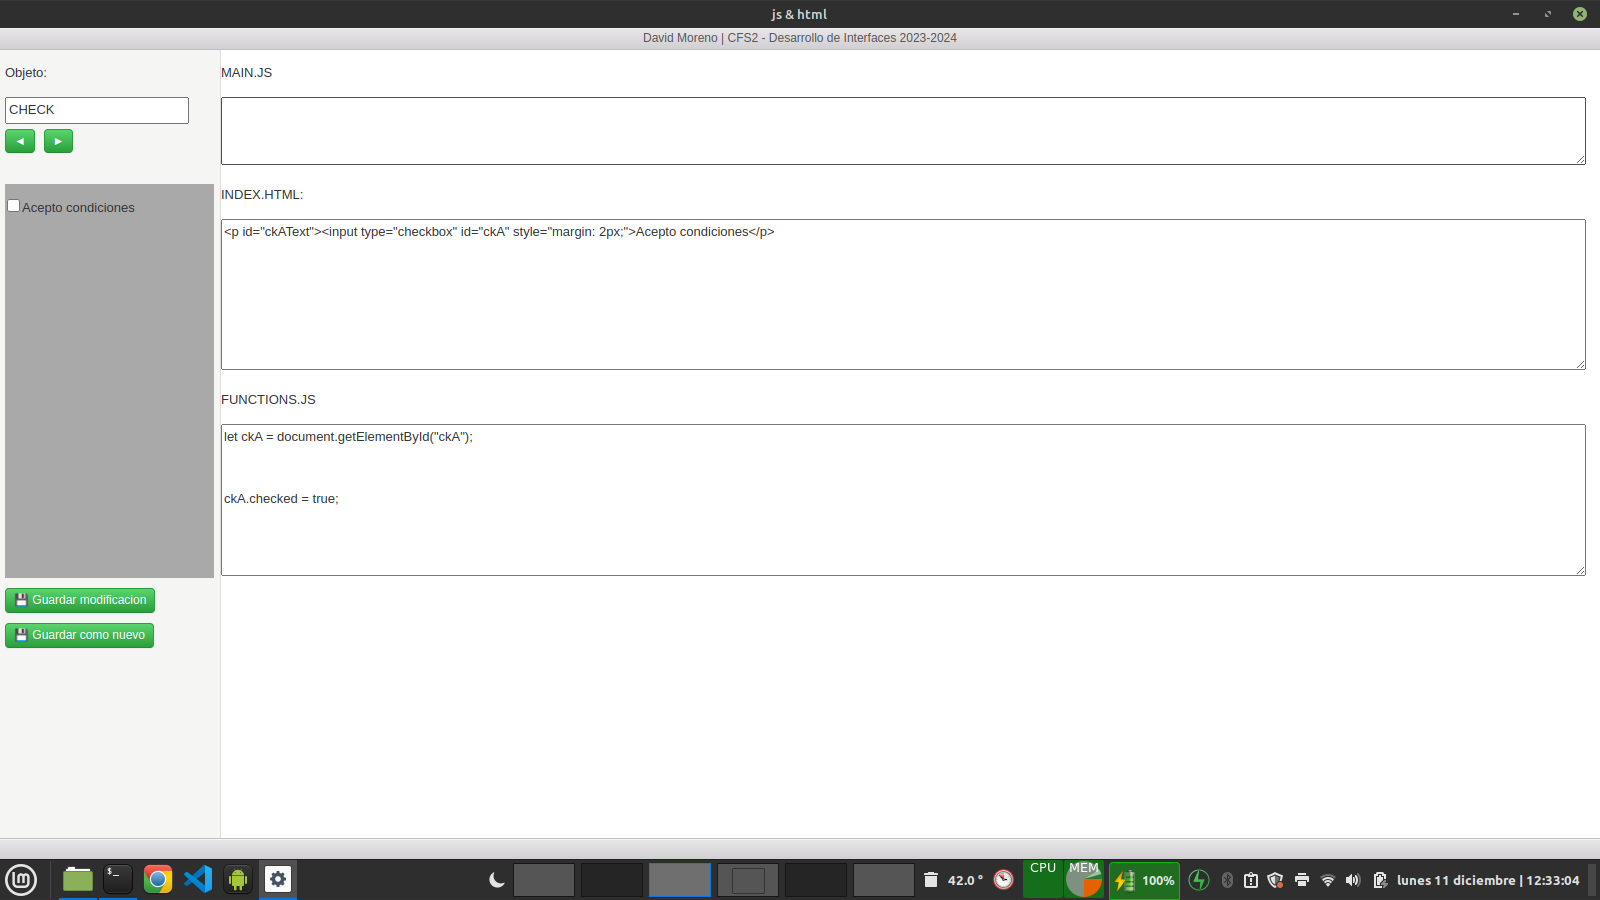 js & html
David Moreno | CFS2 - Desarrollo de Interfaces 2023-2024
Objeto:
CHECK
Acepto condiciones
Guardar modificacion
Guardar como nuevo
MAIN.JS
INDEX.HTML:
<p id="ckAText"><input type="checkbox" id="ckA" style="margin: 2px;">Acepto condiciones</p>
FUNCTIONS.JS
let ckA = document.getElementById("ckA");
ckA.checked = true;
lm
$_
42.0 °
CPU
MEM
100%
lunes 11 diciembre | 12:33:04